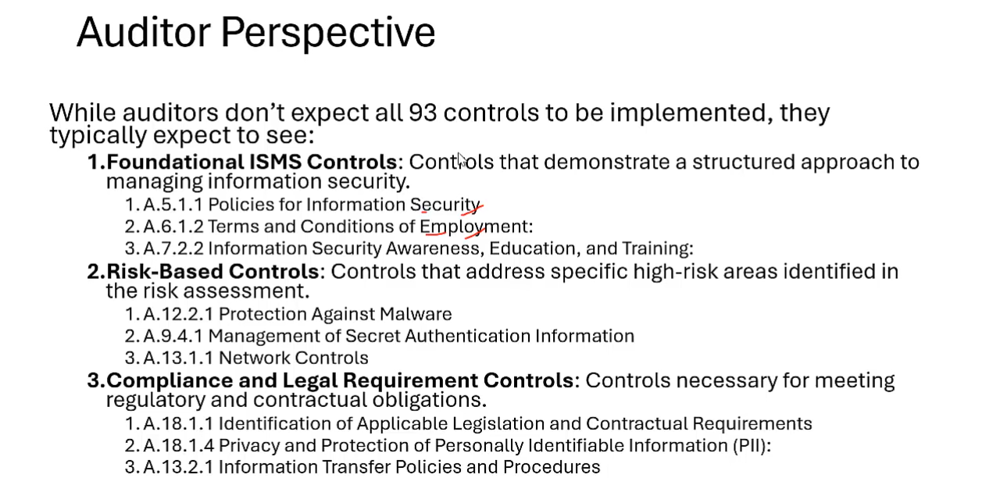 Auditor Perspective
While auditors don’t expect all 93 controls to be implemented, they
typically expect to see:
1.Foundational ISMS Controls: Controls that demonstrate a structured approach to
managing information security.
1. A.5.1.1 Policies for Information Security
2. A.6.1.2 Terms and Conditions of Employment:
3. A.7.2.2 Information Security Awareness, Education, and Training:
2.Risk-Based Controls: Controls that address specific high-risk areas identified in
the risk assessment.
1. A.12.2.1 Protection Against Malware
2. A.9.4.1 Management of Secret Authentication Information
3. A.13.1.1 Network Controls
3.Compliance and Legal Requirement Controls: Controls necessary for meeting
regulatory and contractual obligations.
1. A.18.1.1 Identification of Applicable Legislation and Contractual Requirements
2. A.18.1.4 Privacy and Protection of Personally Identifiable Information (PII):
3. A.13.2.1 Information Transfer Policies and Procedures